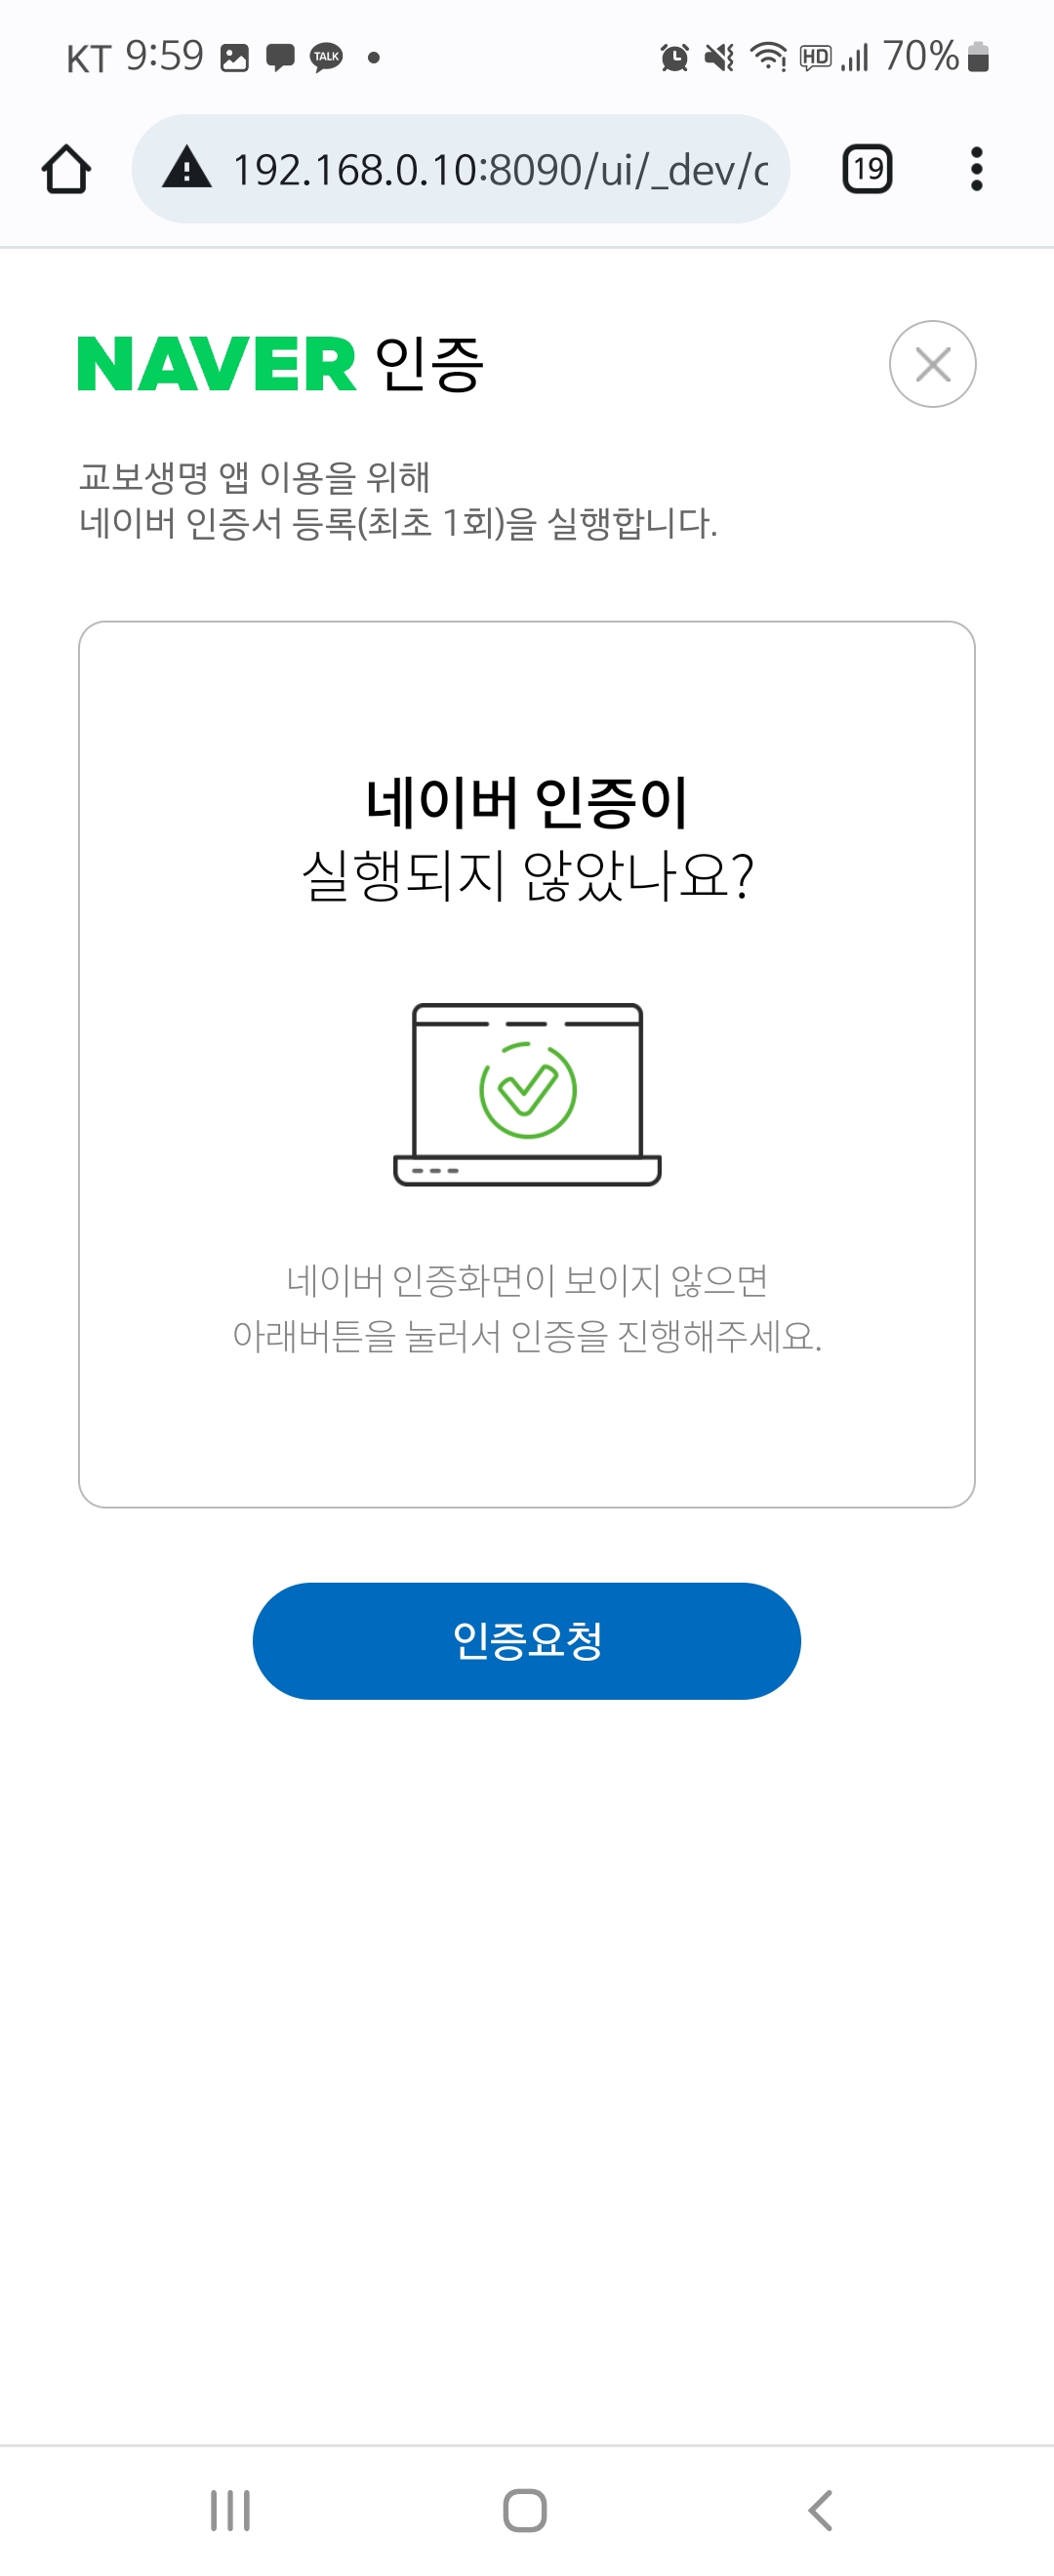 KT 9:59 TALK HD 70%
192.168.0.10:8090/ui/_dev/c
19
NAVER 인증
교보생명 앱 이용을 위해
네이버 인증서 등록(최초 1회)을 실행합니다.
네이버 인증이
실행되지 않았나요?
네이버 인증화면이 보이지 않으면
아래버튼을 눌러서 인증을 진행해주세요.
인증요청